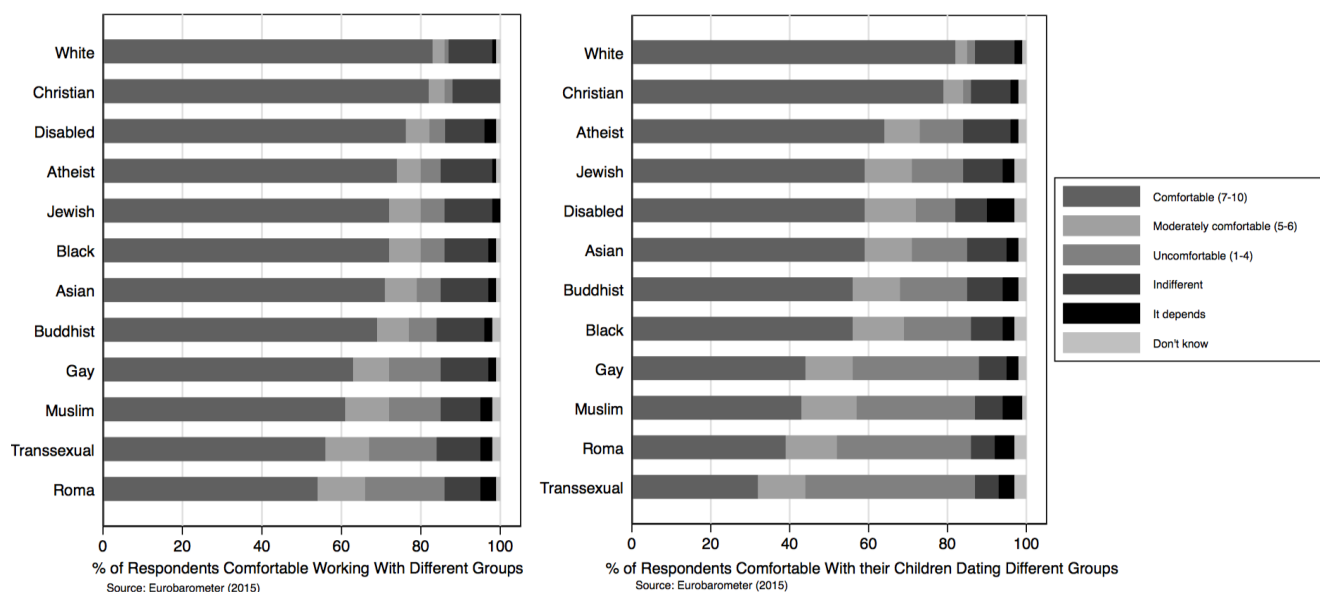 White
Christian
Disabled
Atheist
Jewish
Black
Asian
Buddhist
Gay
Muslim
Transsexual
Roma
0 20 40 60 80 100
% of Respondents Comfortable Working With Different Groups
Source: Eurobarometer (2015)
White
Christian
Atheist
Jewish
Disabled
Asian
Buddhist
Black
Gay
Muslim
Roma
Transsexual
0 20 40 60 80 100
% of Respondents Comfortable With their Children Dating Different Groups
Source: Eurobarometer (2015)
Comfortable (7-10)
Moderately comfortable (5-6)
Uncomfortable (1-4)
Indifferent
It depends
Don't know